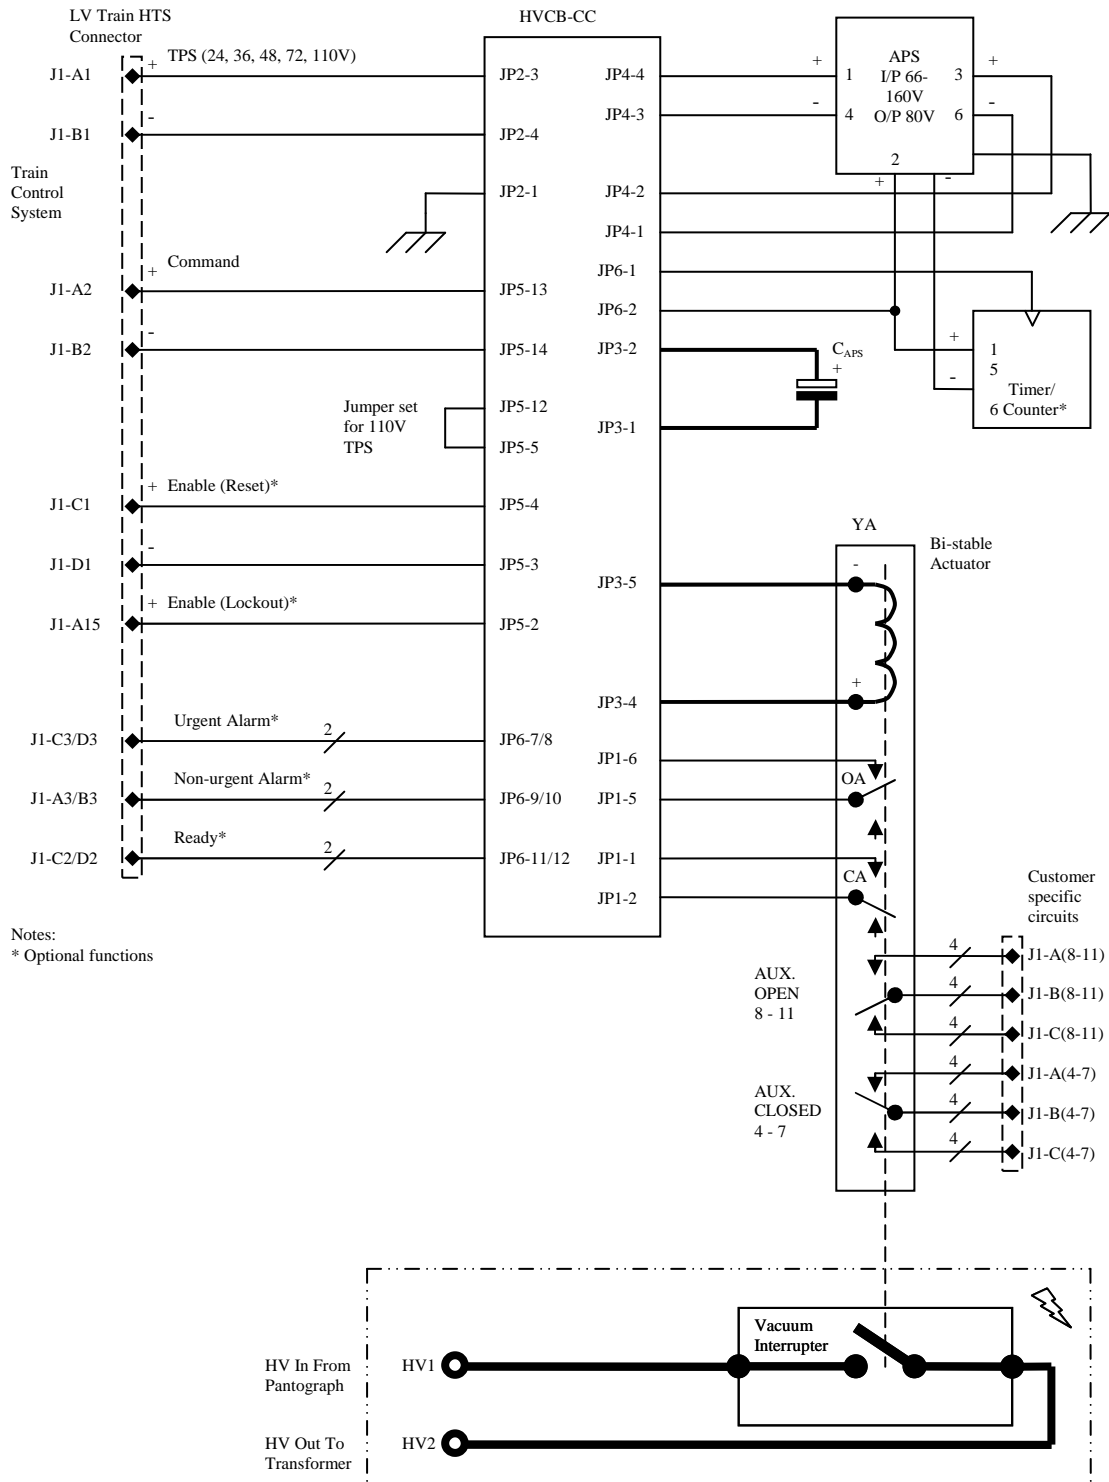 LV Train HTS
Connector
HVCB-CC
TPS (24, 36, 48, 72, 110V)
+
-
J1-A1
J1-B1
Train
Control
System
+
Command
J1-A2
-
J1-B2
Jumper set
for 110V
TPS
+ Enable (Reset)*
J1-C1
-
J1-D1
+ Enable (Lockout)*
J1-A15
Urgent Alarm*
2
J1-C3/D3
Non-urgent Alarm*
2
J1-A3/B3
Ready*
2
J1-C2/D2
Notes:
* Optional functions
JP2-3
JP2-4
JP2-1
JP5-13
JP5-14
JP5-12
JP5-5
JP5-4
JP5-3
JP5-2
JP6-7/8
JP6-9/10
JP6-11/12
JP4-4
JP4-3
JP4-2
JP4-1
JP6-1
JP6-2
JP3-2
JP3-1
JP3-5
JP3-4
JP1-6
JP1-5
JP1-1
JP1-2
+
-
1
4
APS
I/P 66-
160V
O/P 80V
3
6
2
+
-
+
-
CAPS
+
+
-
1
5
Timer/
6 Counter*
YA
Bi-stable
Actuator
-
+
OA
CA
AUX.
OPEN
8 - 11
AUX.
CLOSED
4 - 7
Customer
specific
circuits
4
J1-A(8-11)
4
J1-B(8-11)
4
J1-C(8-11)
4
J1-A(4-7)
4
J1-B(4-7)
4
J1-C(4-7)
Vacuum
Interrupter
HV In From
Pantograph
HV1
HV Out To
Transformer
HV2